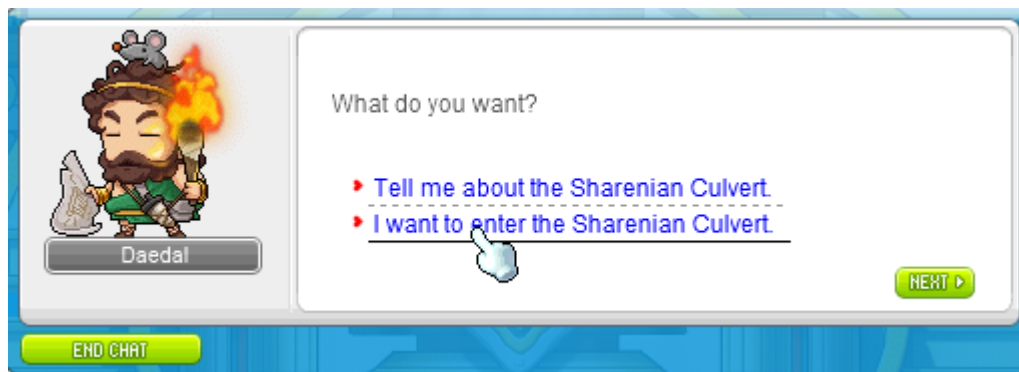 What do you want?
Tell me about the Sharenian Culvert.
I want to enter the Sharenian Culvert.
Daedal
NEXT
END CHAT